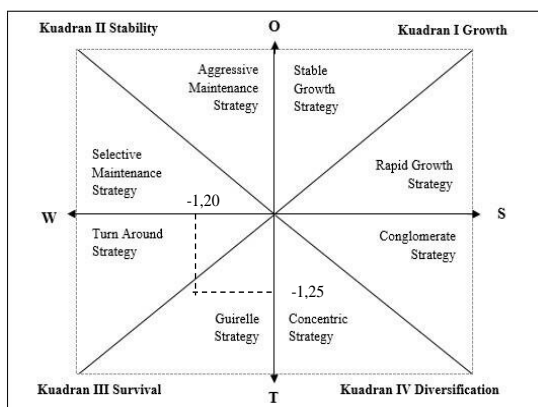 Kuadran II Stability
O
Kuadran I Growth
Aggressive
Maintenance
Strategy
Stable
Growth
Strategy
Selective
Maintenance
Strategy
Rapid Growth
Strategy
-1,20
W
S
Turn Around
Strategy
Conglomerate
Strategy
-1,25
Guirelle
Strategy
Concentric
Strategy
Kuadran III Survival
T
Kuadran IV Diversification